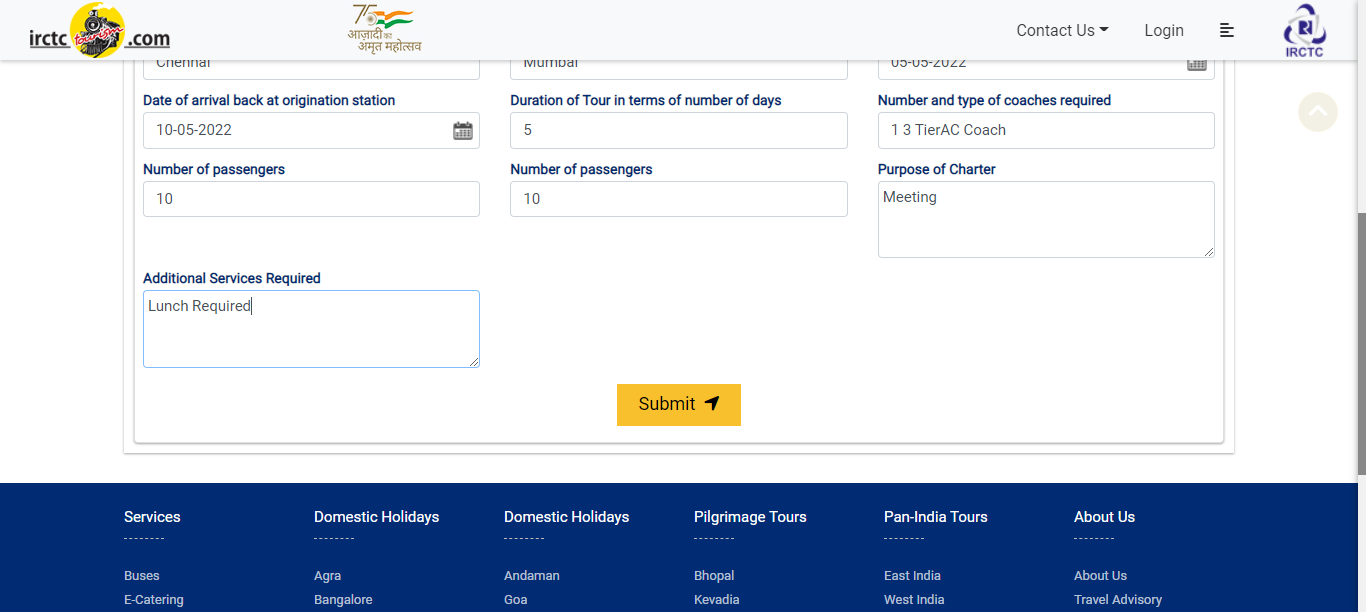 irctc tourism .com
75
आज़ादी का
अमृत महोत्सव
Contact Us
Login
IRCTC
Chennai
Mumbai
05-05-2022
Date of arrival back at origination station
Duration of Tour in terms of number of days
Number and type of coaches required
10-05-2022
5
1 3 TierAC Coach
Number of passengers
Number of passengers
Purpose of Charter
10
10
Meeting
Additional Services Required
Lunch Required
Submit
Services
Domestic Holidays
Domestic Holidays
Pilgrimage Tours
Pan-India Tours
About Us
Buses
Agra
Andaman
Bhopal
East India
About Us
E-Catering
Bangalore
Goa
Kevadia
West India
Travel Advisory